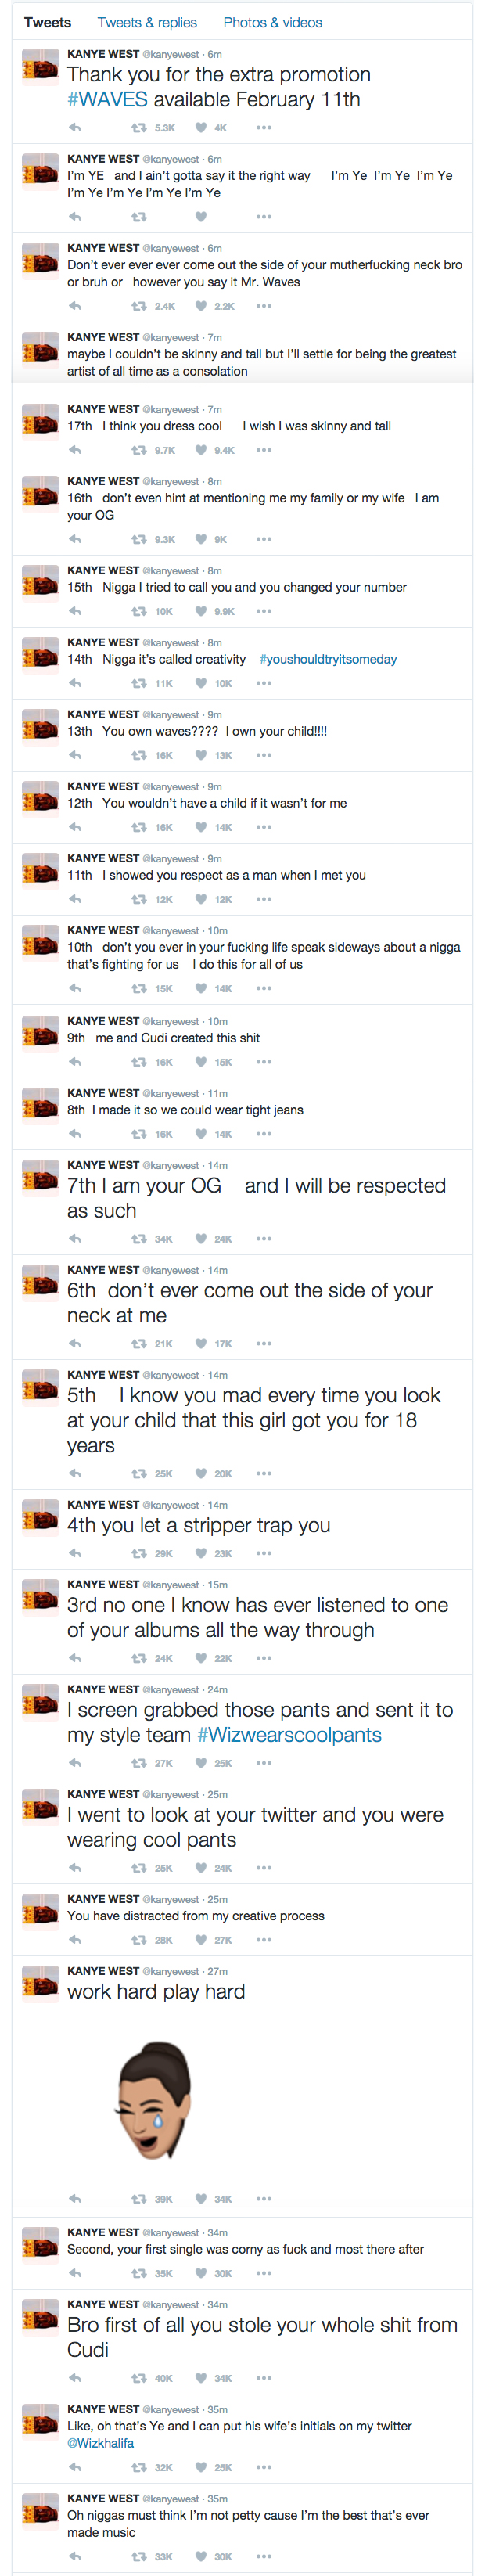 Tweets Tweets & replies Photos & videos
KANYE WEST @kanyewest · 6m
Thank you for the extra promotion
#WAVES available February 11th
5.3K 4K
KANYE WEST @kanyewest · 6m
I'm YE and I ain't gotta say it the right way I'm Ye I'm Ye I'm Ye
I'm Ye I'm Ye I'm Ye I'm Ye
KANYE WEST @kanyewest · 6m
Don't ever ever ever come out the side of your mutherfucking neck bro
or bruh or however you say it Mr. Waves
2.4K 2.2K
KANYE WEST @kanyewest · 7m
maybe I couldn't be skinny and tall but I'll settle for being the greatest
artist of all time as a consolation
KANYE WEST @kanyewest · 7m
17th I think you dress cool I wish I was skinny and tall
9.7K 9.4K
KANYE WEST @kanyewest · 8m
16th don't even hint at mentioning me my family or my wife I am
your OG
9.3K 9K
KANYE WEST @kanyewest · 8m
15th Nigga I tried to call you and you changed your number
10K 9.9K
KANYE WEST @kanyewest · 8m
14th Nigga it's called creativity #youshouldtryitsomeday
11K 10K
KANYE WEST @kanyewest · 9m
13th You own waves???? I own your child!!!!
16K 13K
KANYE WEST @kanyewest · 9m
12th You wouldn't have a child if it wasn't for me
16K 14K
KANYE WEST @kanyewest · 9m
11th I showed you respect as a man when I met you
12K 12K
KANYE WEST @kanyewest · 10m
10th don't you ever in your fucking life speak sideways about a nigga
that's fighting for us I do this for all of us
15K 14K
KANYE WEST @kanyewest · 10m
9th me and Cudi created this shit
16K 15K
KANYE WEST @kanyewest · 11m
8th I made it so we could wear tight jeans
16K 14K
KANYE WEST @kanyewest · 14m
7th I am your OG and I will be respected
as such
34K 24K
KANYE WEST @kanyewest · 14m
6th don't ever come out the side of your
neck at me
21K 17K
KANYE WEST @kanyewest · 14m
5th I know you mad every time you look
at your child that this girl got you for 18
years
25K 20K
KANYE WEST @kanyewest · 14m
4th you let a stripper trap you
29K 23K
KANYE WEST @kanyewest · 15m
3rd no one I know has ever listened to one
of your albums all the way through
24K 22K
KANYE WEST @kanyewest · 24m
I screen grabbed those pants and sent it to
my style team #Wizwearscoolpants
27K 25K
KANYE WEST @kanyewest · 25m
I went to look at your twitter and you were
wearing cool pants
25K 24K
KANYE WEST @kanyewest · 25m
You have distracted from my creative process
28K 27K
KANYE WEST @kanyewest · 27m
work hard play hard
39K 34K
KANYE WEST @kanyewest · 34m
Second, your first single was corny as fuck and most there after
35K 30K
KANYE WEST @kanyewest · 34m
Bro first of all you stole your whole shit from
Cudi
40K 34K
KANYE WEST @kanyewest · 35m
Like, oh that's Ye and I can put his wife's initials on my twitter
@Wizkhalifa
32K 25K
KANYE WEST @kanyewest · 35m
Oh niggas must think I'm not petty cause I'm the best that's ever
made music
33K 30K